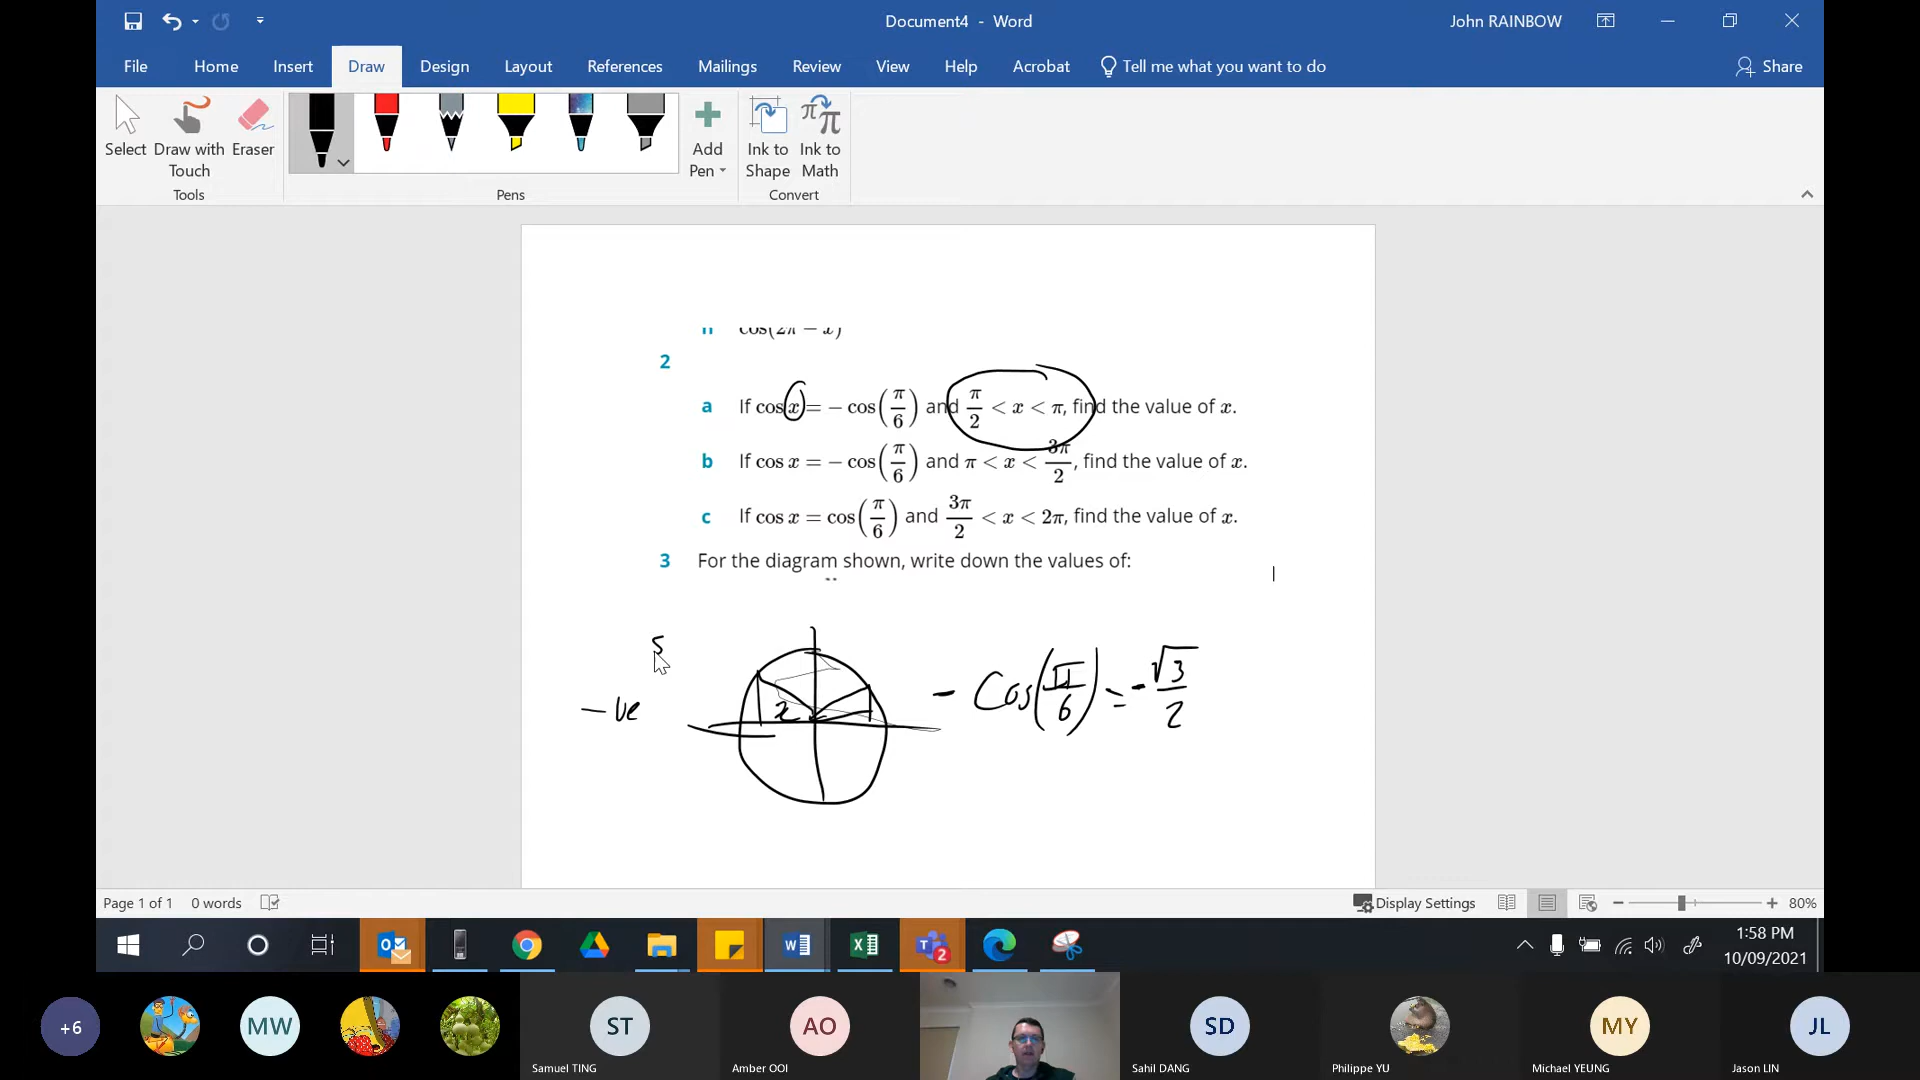 Document4 - Word
John RAINBOW
File Home Insert Draw Design Layout References Mailings Review View Help Acrobat Tell me what you want to do Share
Select Draw with Touch Eraser Add Pen Ink to Shape Ink to Math
Tools Pens Convert
cos(2π − x)
2
a If cos x = − cos(π/6) and π/2 < x < π, find the value of x.
b If cos x = − cos(π/6) and π < x < 3π/2, find the value of x.
c If cos x = cos(π/6) and 3π/2 < x < 2π, find the value of x.
3 For the diagram shown, write down the values of:
5
−ve
x
− Cos(π/6) = −√3/2
Page 1 of 1 0 words Display Settings 80%
2
1:58 PM
10/09/2021
+6 MW ST AO SD MY JL
Samuel TING Amber OOI Sahil DANG Philippe YU Michael YEUNG Jason LIN